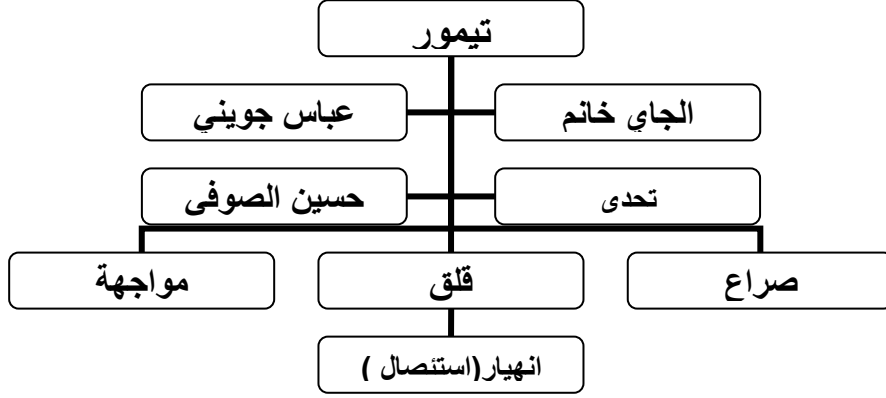 تيمور
الجاي خانم
عباس جويني
تحدى
حسين الصوفى
صراع
قلق
مواجهة
انهيار(استئصال )